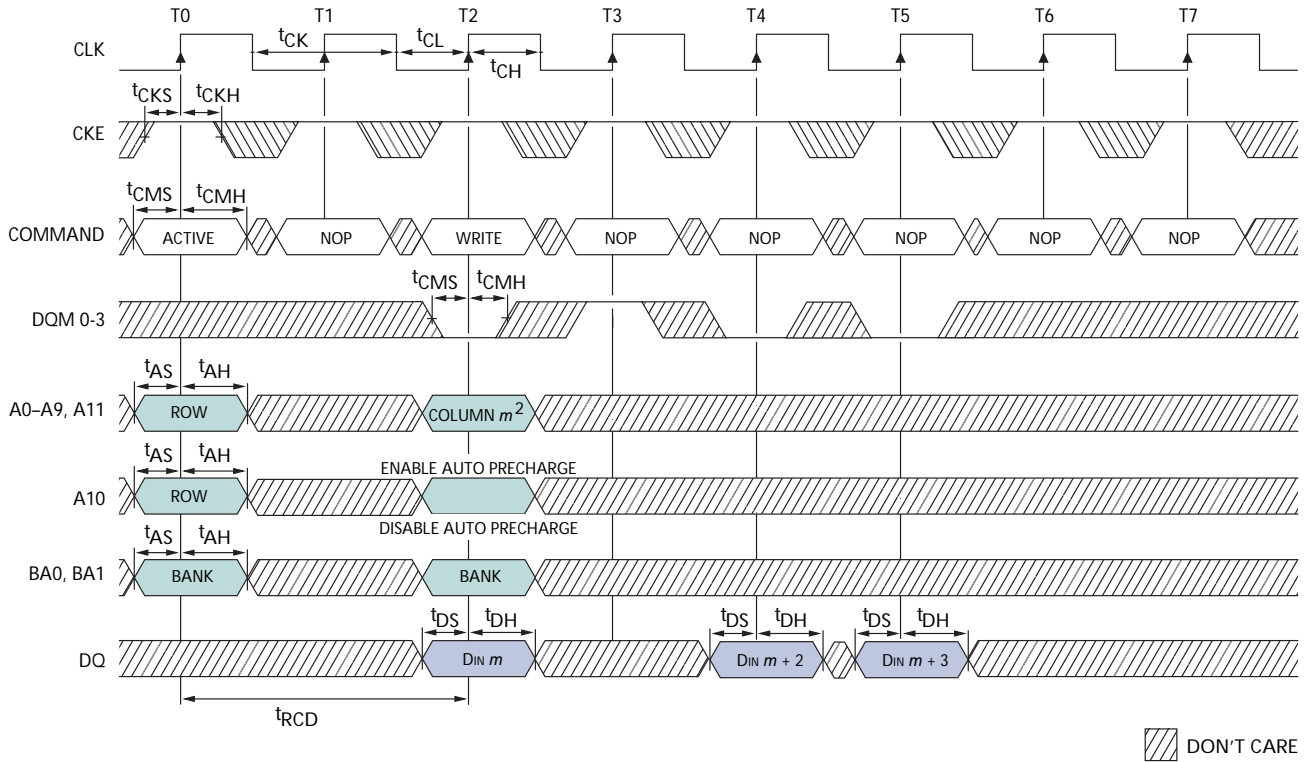 T0 T1 T2 T3 T4 T5 T6 T7
CLK tCK tCL
tCH
tCKS tCKH
CKE
tCMS tCMH
COMMAND ACTIVE NOP WRITE NOP NOP NOP NOP NOP
tCMS tCMH
DQM 0-3
tAS tAH
A0–A9, A11 ROW COLUMN m2
tAS tAH ENABLE AUTO PRECHARGE
A10 ROW
DISABLE AUTO PRECHARGE
tAS tAH
BA0, BA1 BANK BANK
tDS tDH tDS tDH tDS tDH
DQ DIN m DIN m + 2 DIN m + 3
tRCD
DON'T CARE